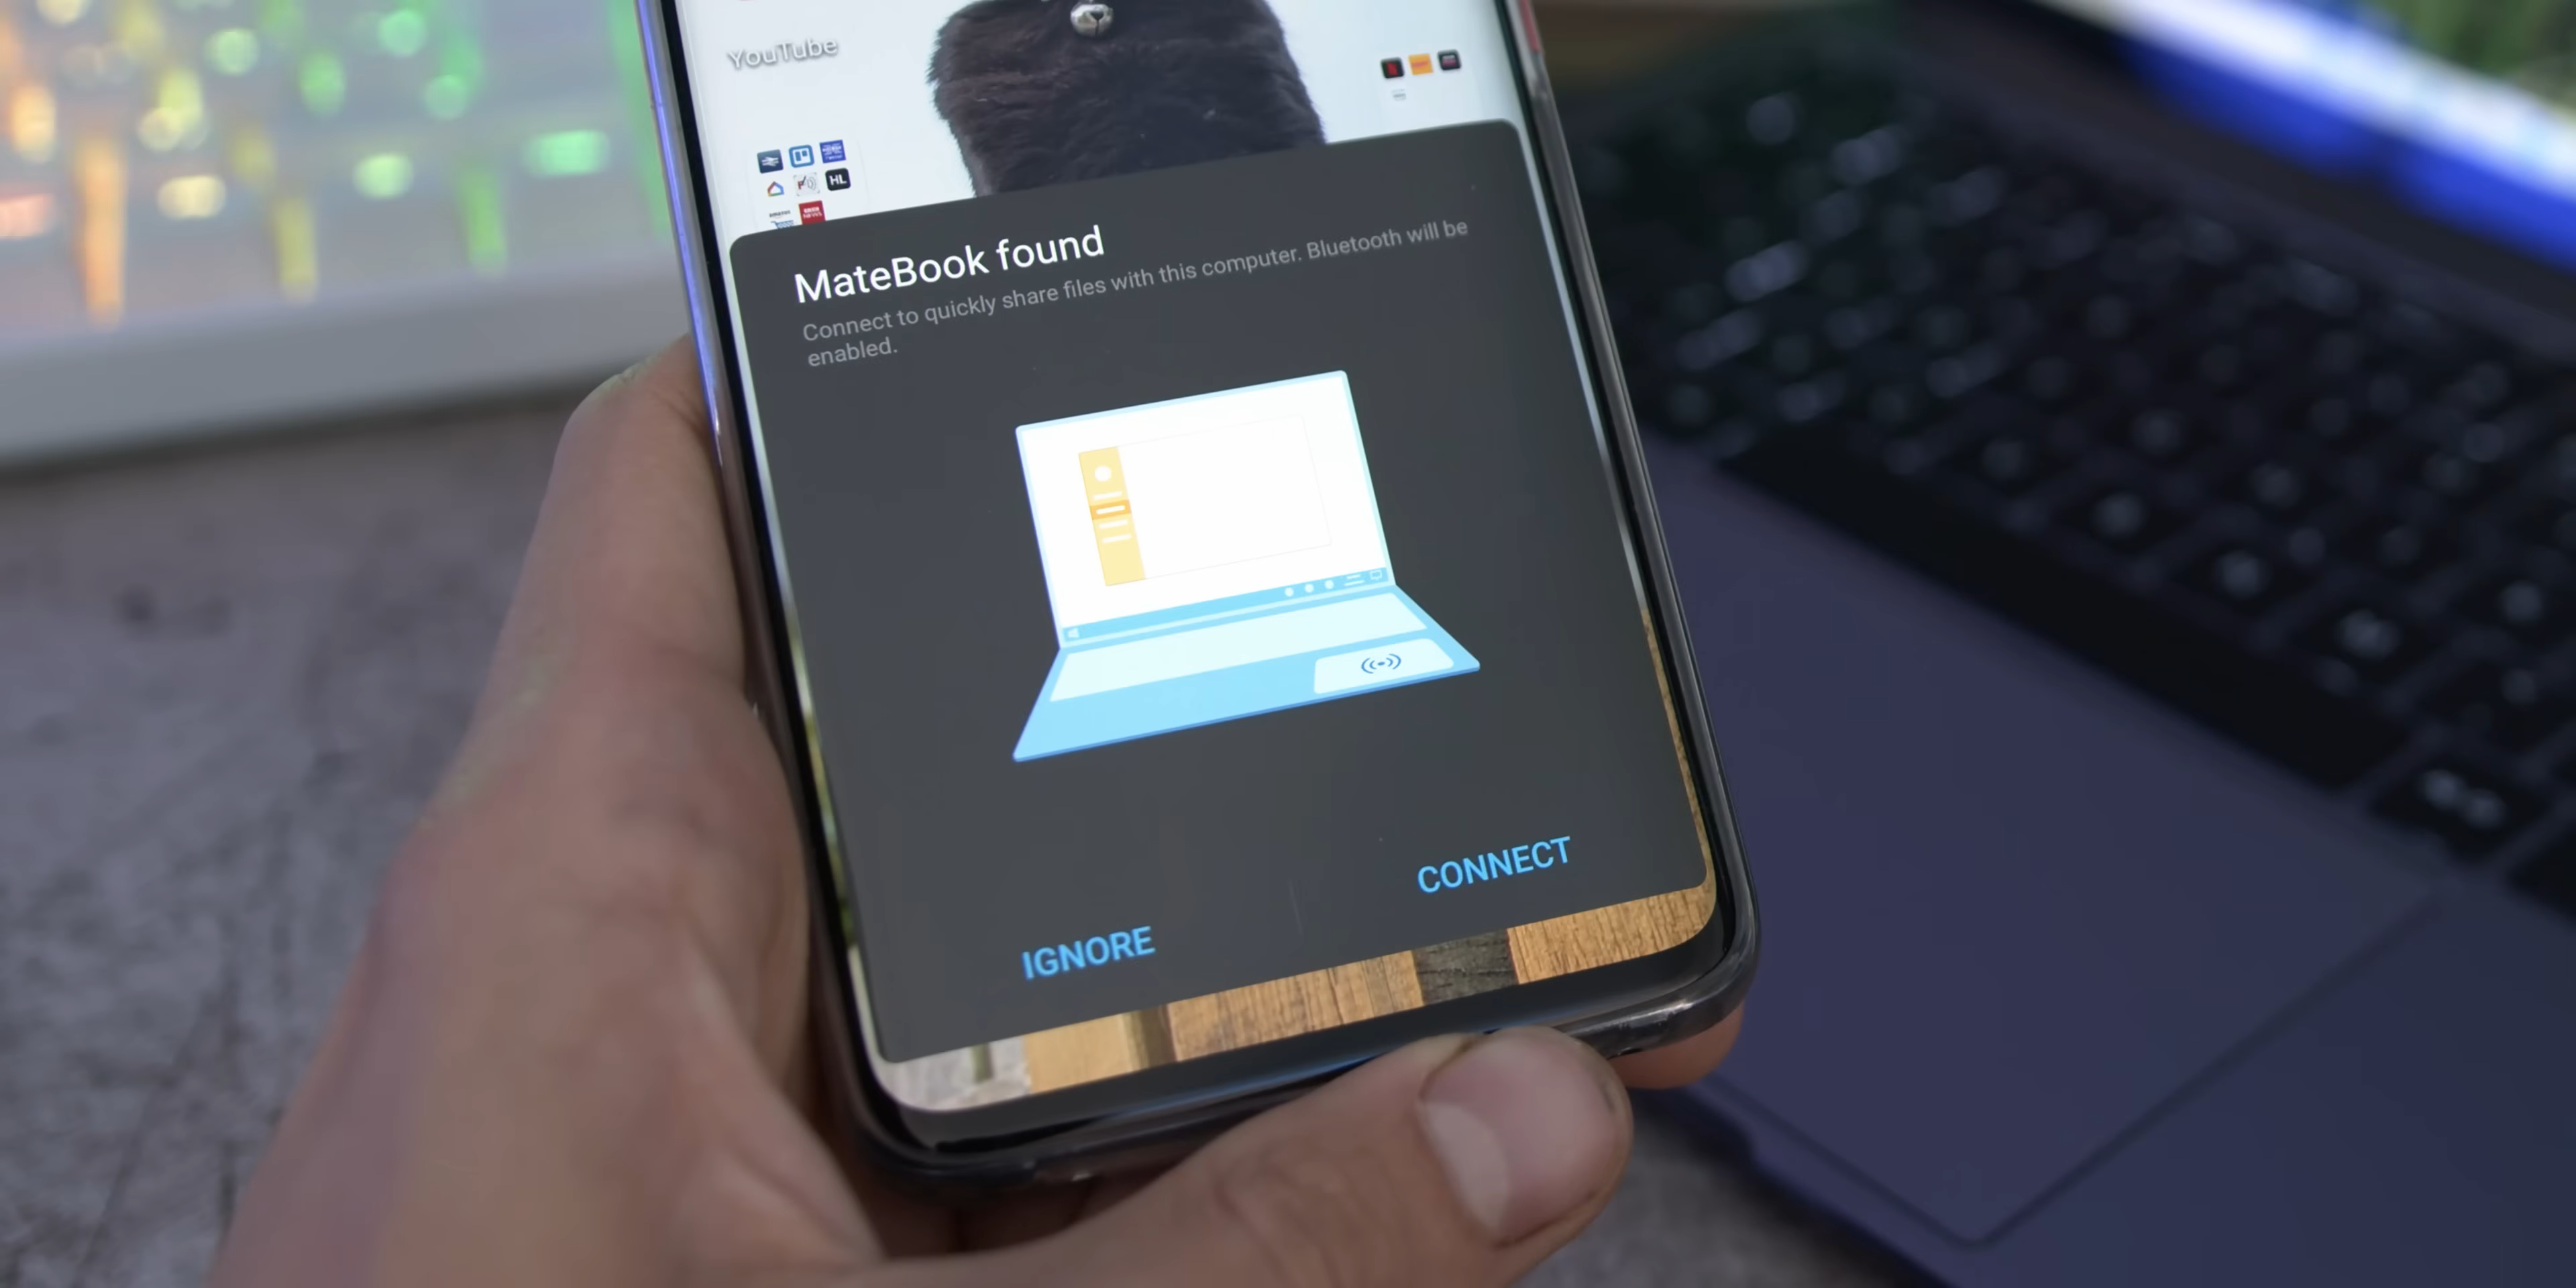 YouTube
HL
MateBook found
Connect to quickly share files with this computer. Bluetooth will be
enabled.
CONNECT
IGNORE